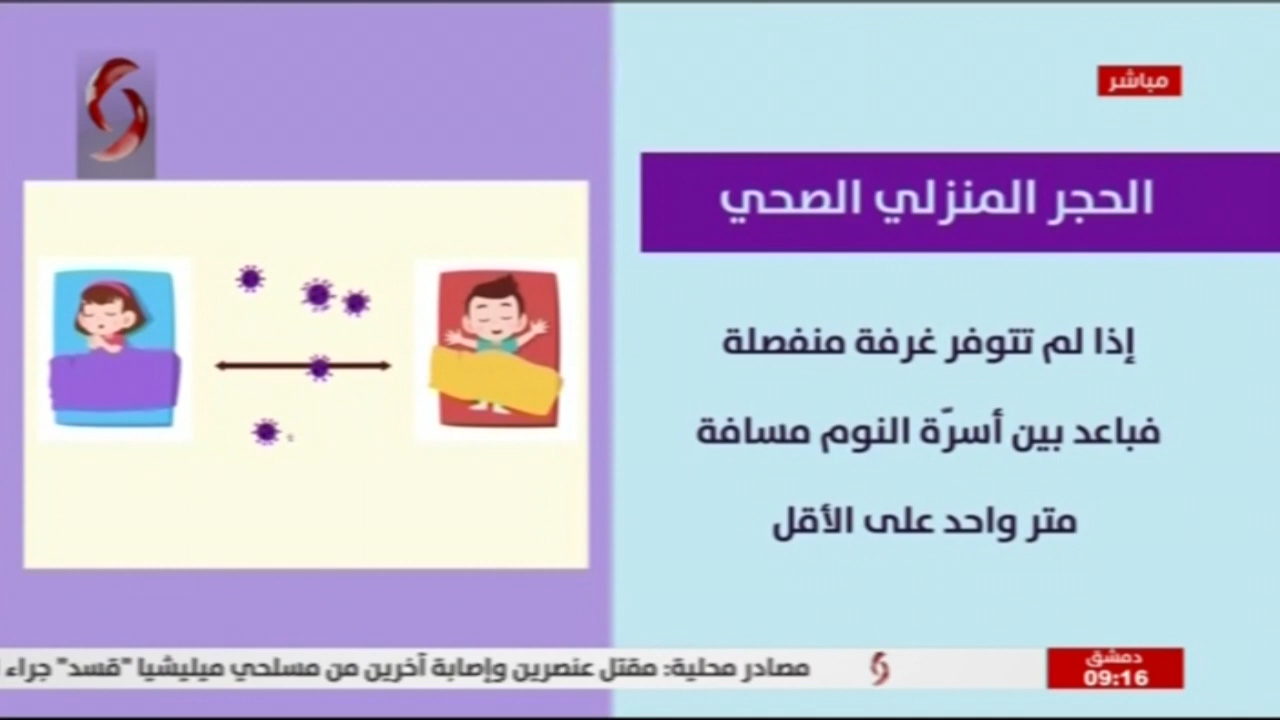 مباشر
الحجر المنزلي الصحي
إذا لم تتوفر غرفة منفصلة
فباعد بين أسرّة النوم مسافة
متر واحد على الأقل
دمشق
09:16
مصادر محلية: مقتل عنصرين وإصابة آخرين من مسلحي ميليشيا "قسد" جراء